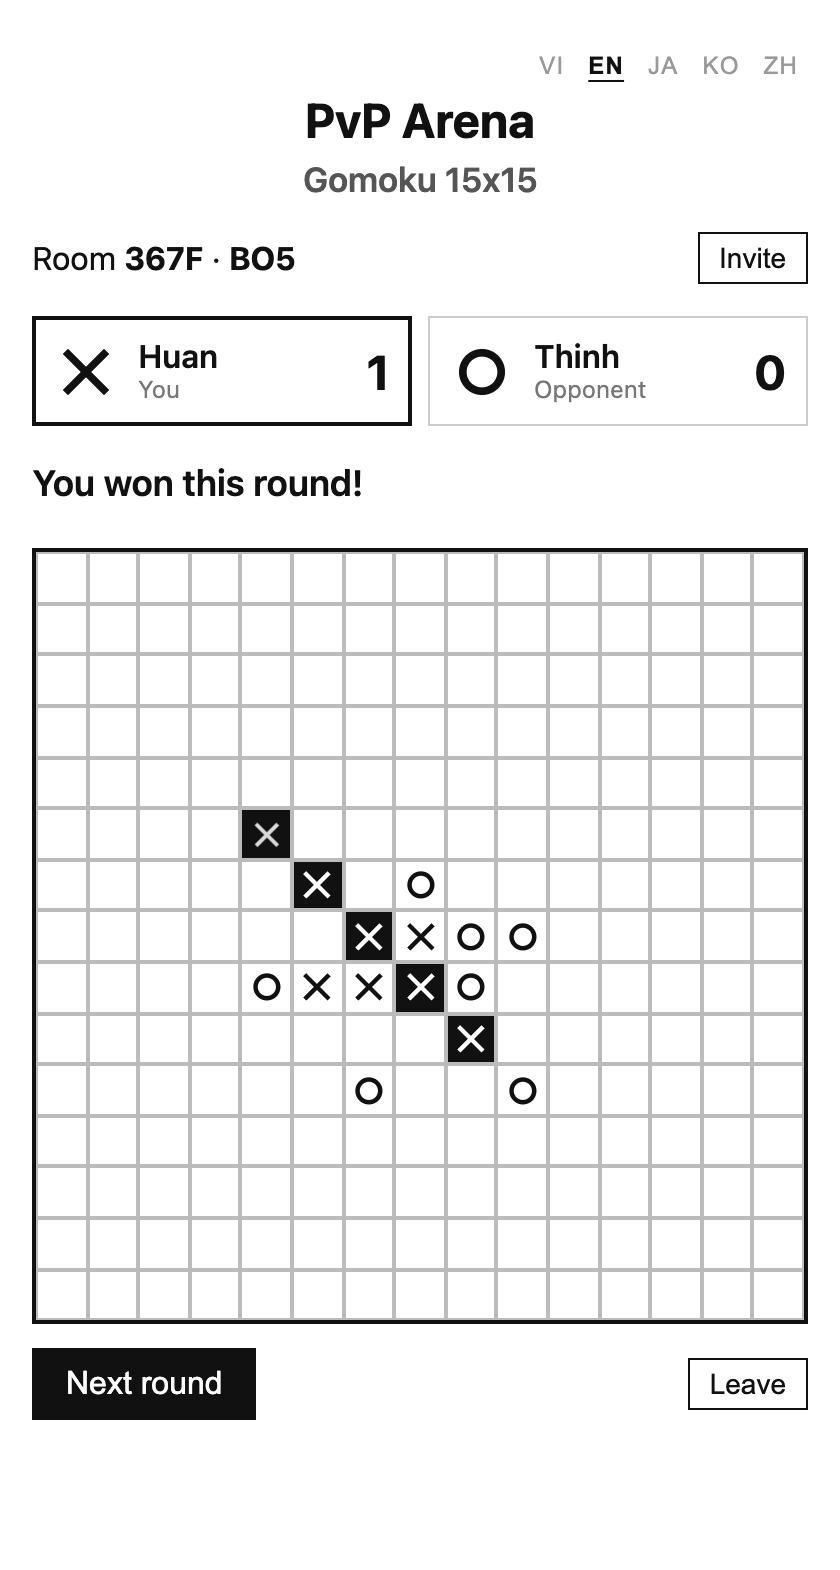 VI EN JA KO ZH
PvP Arena
Gomoku 15x15
Room 367F · BO5
Invite
Huan
You
1
Thinh
Opponent
0
You won this round!
Next round
Leave